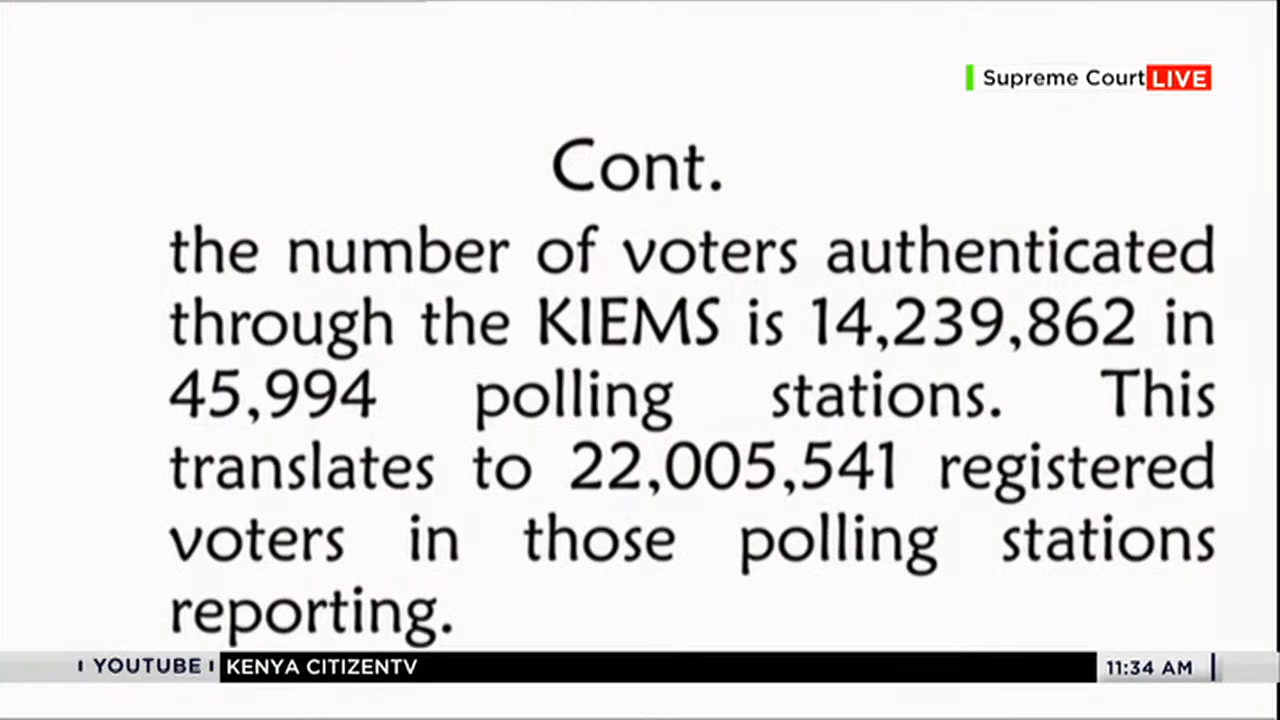 Supreme Court LIVE
Cont.
the number of voters authenticated
through the KIEMS is 14,239,862 in
45,994 polling stations. This
translates to 22,005,541 registered
voters in those polling stations
reporting.
YOUTUBE KENYA CITIZENTV 11:34 AM